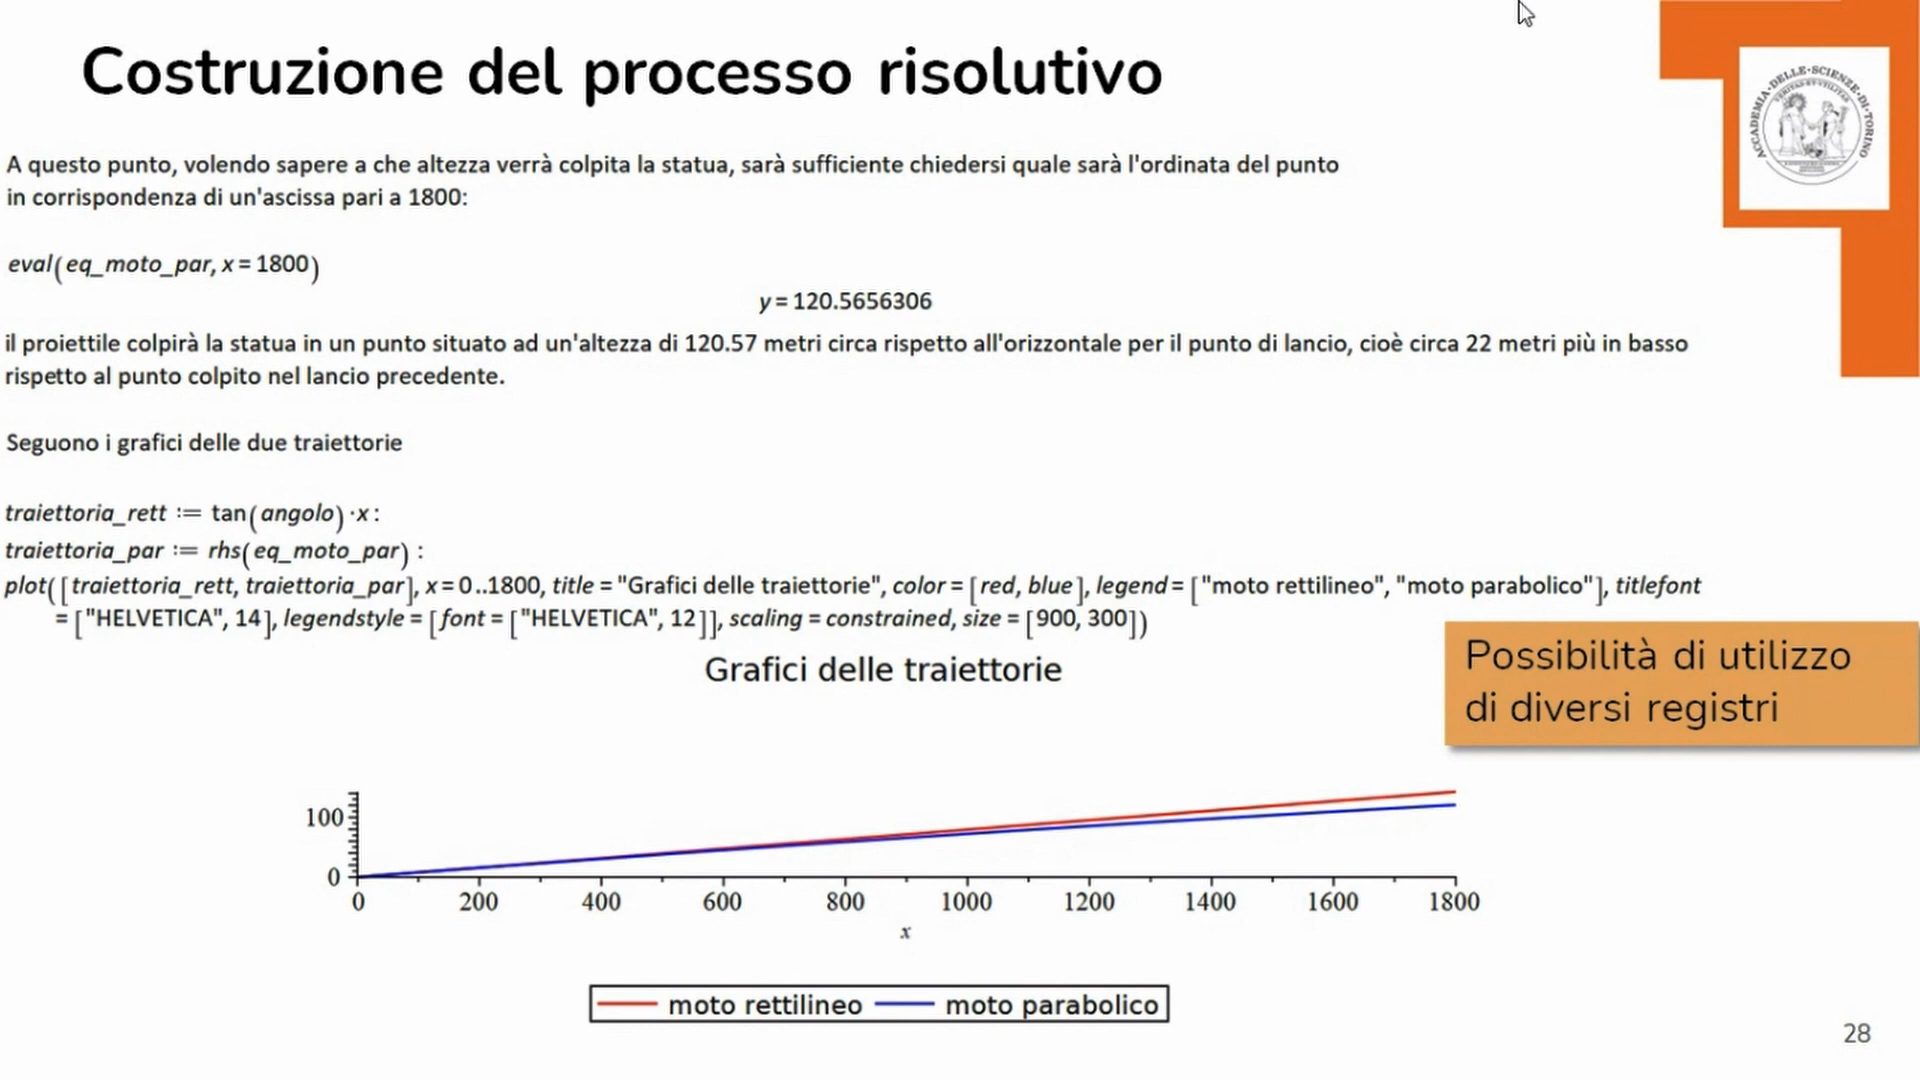 Costruzione del processo risolutivo
ACCADEMIA·DELLE·SCIENZE·DI·TORINO
A questo punto, volendo sapere a che altezza verrà colpita la statua, sarà sufficiente chiedersi quale sarà l'ordinata del punto
in corrispondenza di un'ascissa pari a 1800:
eval(eq_moto_par, x = 1800)
y = 120.5656306
il proiettile colpirà la statua in un punto situato ad un'altezza di 120.57 metri circa rispetto all'orizzontale per il punto di lancio, cioè circa 22 metri più in basso
rispetto al punto colpito nel lancio precedente.
Seguono i grafici delle due traiettorie
traiettoria_rett := tan(angolo)·x:
traiettoria_par := rhs(eq_moto_par) :
plot([traiettoria_rett, traiettoria_par], x = 0..1800, title = "Grafici delle traiettorie", color = [red, blue], legend = ["moto rettilineo", "moto parabolico"], titlefont
= ["HELVETICA", 14], legendstyle = [font = ["HELVETICA", 12]], scaling = constrained, size = [900, 300])
Possibilità di utilizzo
di diversi registri
Grafici delle traiettorie
100
0
0 200 400 600 800 1000 1200 1400 1600 1800
x
moto rettilineo moto parabolico
28